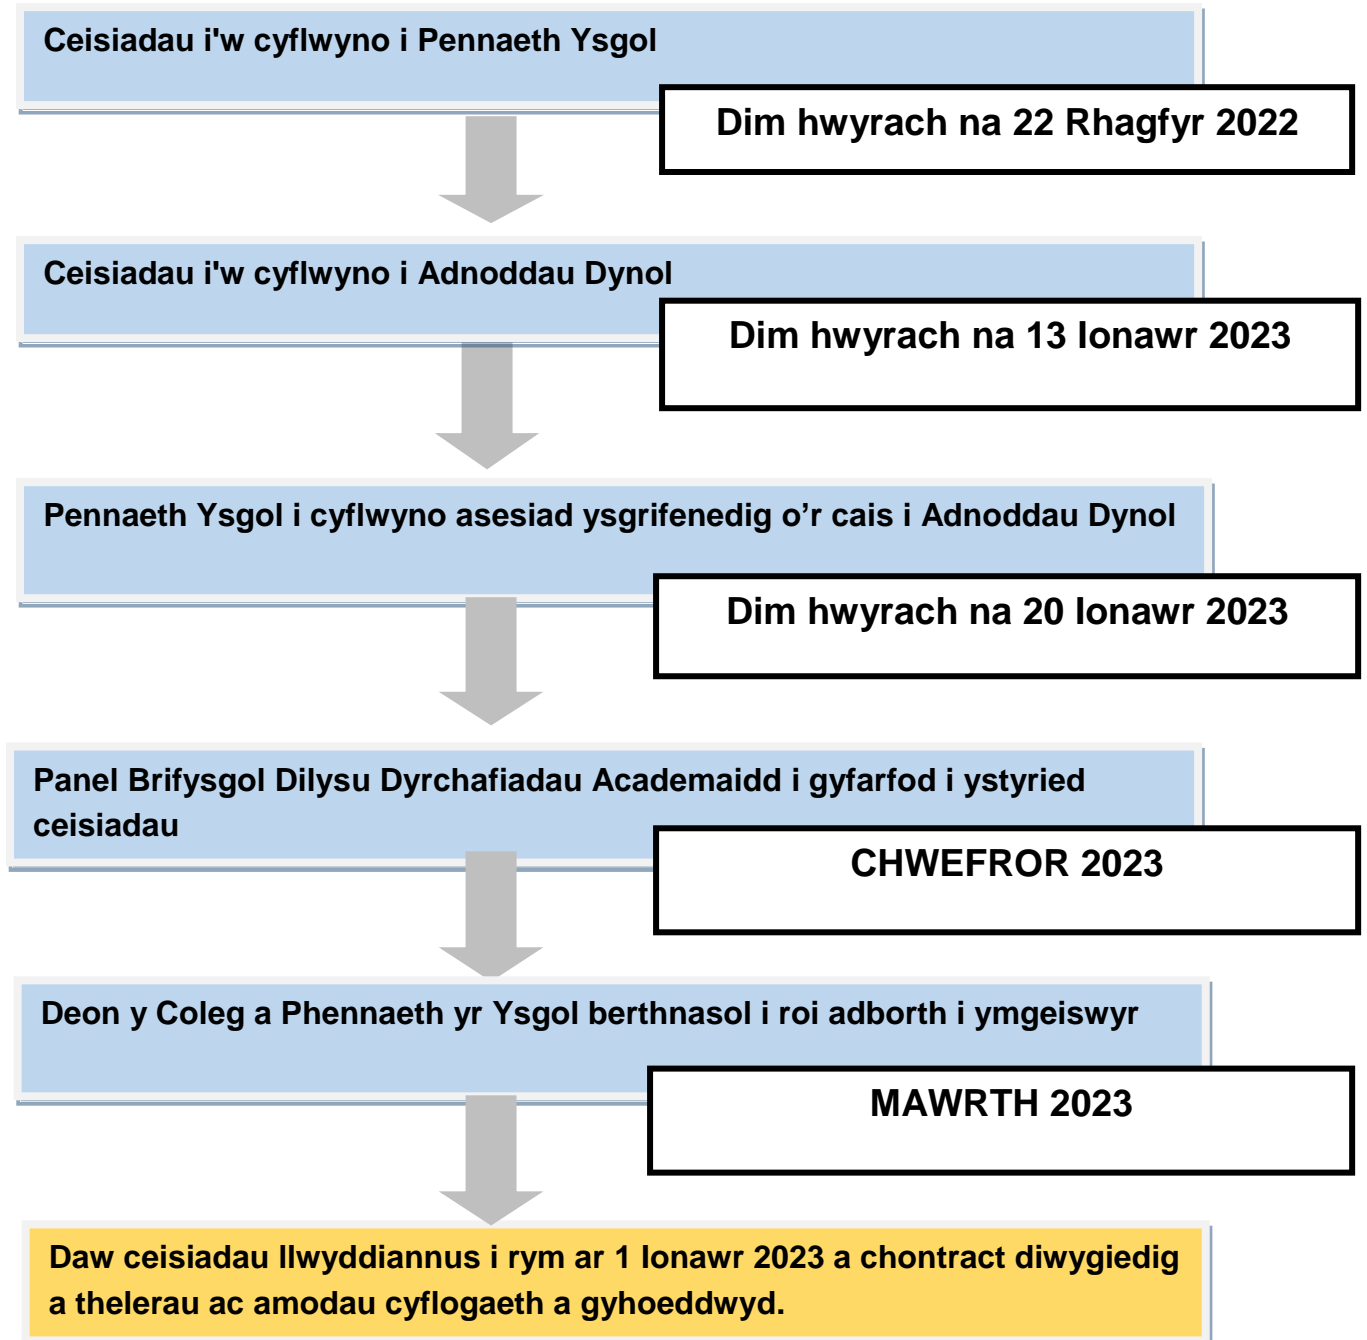 Ceisiadau i'w cyflwyno i Pennaeth Ysgol
Dim hwyrach na 22 Rhagfyr 2022
Ceisiadau i'w cyflwyno i Adnoddau Dynol
Dim hwyrach na 13 Ionawr 2023
Pennaeth Ysgol i cyflwyno asesiad ysgrifenedig o’r cais i Adnoddau Dynol
Dim hwyrach na 20 Ionawr 2023
Panel Brifysgol Dilysu Dyrchafiadau Academaidd i gyfarfod i ystyried
ceisiadau
CHWEFROR 2023
Deon y Coleg a Phennaeth yr Ysgol berthnasol i roi adborth i ymgeiswyr
MAWRTH 2023
Daw ceisiadau llwyddiannus i rym ar 1 Ionawr 2023 a chontract diwygiedig
a thelerau ac amodau cyflogaeth a gyhoeddwyd.